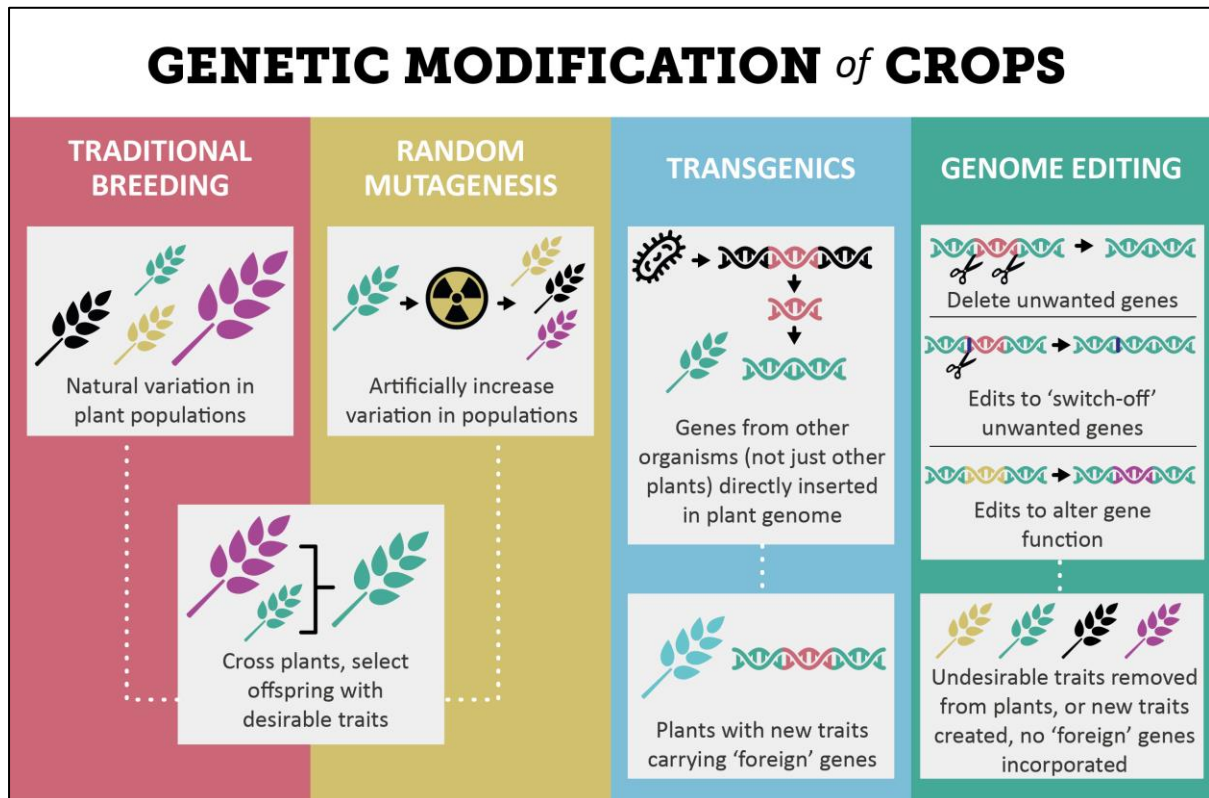 GENETIC MODIFICATION of CROPS
TRADITIONAL
BREEDING
Natural variation in
plant populations
RANDOM
MUTAGENESIS
Artificially increase
variation in populations
Cross plants, select
offspring with
desirable traits
TRANSGENICS
Genes from other
organisms (not just other
plants) directly inserted
in plant genome
Plants with new traits
carrying ‘foreign’ genes
GENOME EDITING
Delete unwanted genes
Edits to ‘switch-off’
unwanted genes
Edits to alter gene
function
Undesirable traits removed
from plants, or new traits
created, no ‘foreign’ genes
incorporated